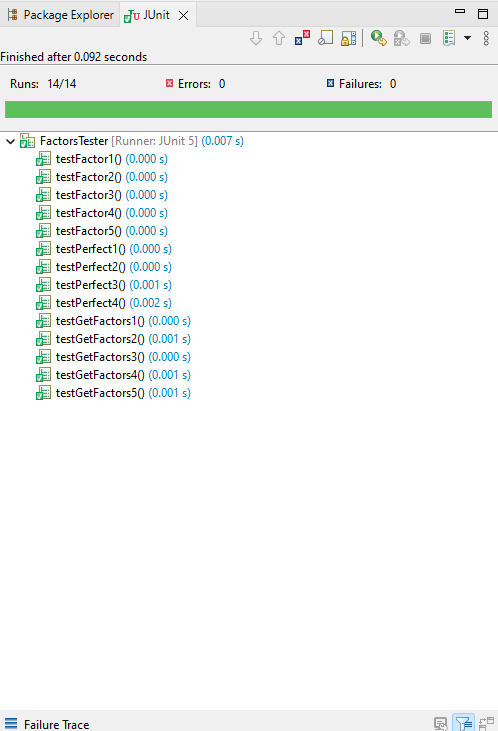 Package Explorer JUnit
Finished after 0.092 seconds
Runs: 14/14 Errors: 0 Failures: 0
FactorsTester [Runner: JUnit 5] (0.007 s)
testFactor1() (0.000 s)
testFactor2() (0.000 s)
testFactor3() (0.000 s)
testFactor4() (0.000 s)
testFactor5() (0.000 s)
testPerfect1() (0.000 s)
testPerfect2() (0.000 s)
testPerfect3() (0.001 s)
testPerfect4() (0.002 s)
testGetFactors1() (0.000 s)
testGetFactors2() (0.001 s)
testGetFactors3() (0.000 s)
testGetFactors4() (0.001 s)
testGetFactors5() (0.001 s)
Failure Trace